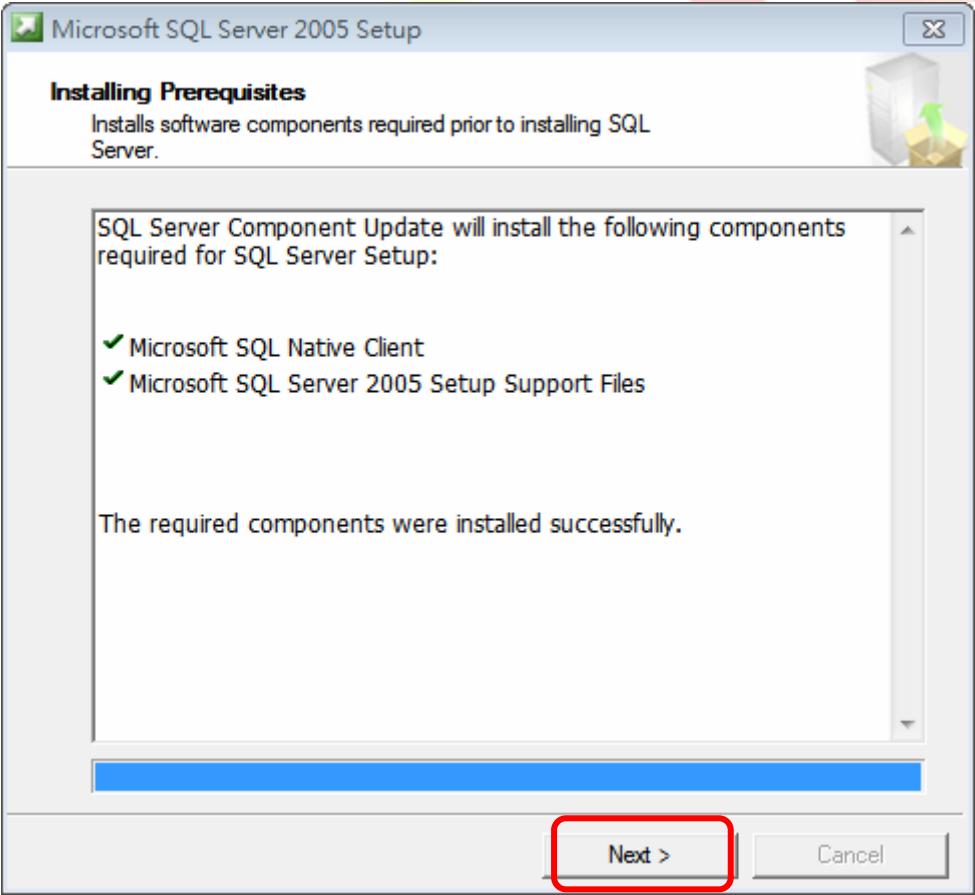 Microsoft SQL Server 2005 Setup
Installing Prerequisites
Installs software components required prior to installing SQL
Server.
SQL Server Component Update will install the following components
required for SQL Server Setup:
Microsoft SQL Native Client
Microsoft SQL Server 2005 Setup Support Files
The required components were installed successfully.
Next >
Cancel